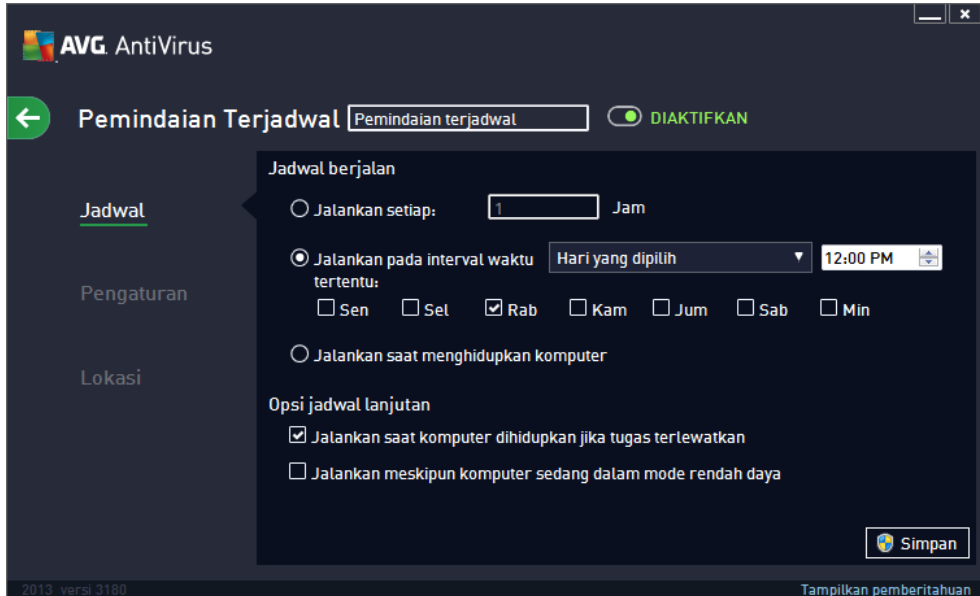 AVG. AntiVirus
Pemindaian Terjadwal Pemindaian terjadwal DIAKTIFKAN
Jadwal
Pengaturan
Lokasi
Jadwal berjalan
Jalankan setiap: 1 Jam
Jalankan pada interval waktu tertentu: Hari yang dipilih 12:00 PM
Sen Sel Rab Kam Jum Sab Min
Jalankan saat menghidupkan komputer
Opsi jadwal lanjutan
Jalankan saat komputer dihidupkan jika tugas terlewatkan
Jalankan meskipun komputer sedang dalam mode rendah daya
Simpan
2013 versi 3180
Tampilkan pemberitahuan